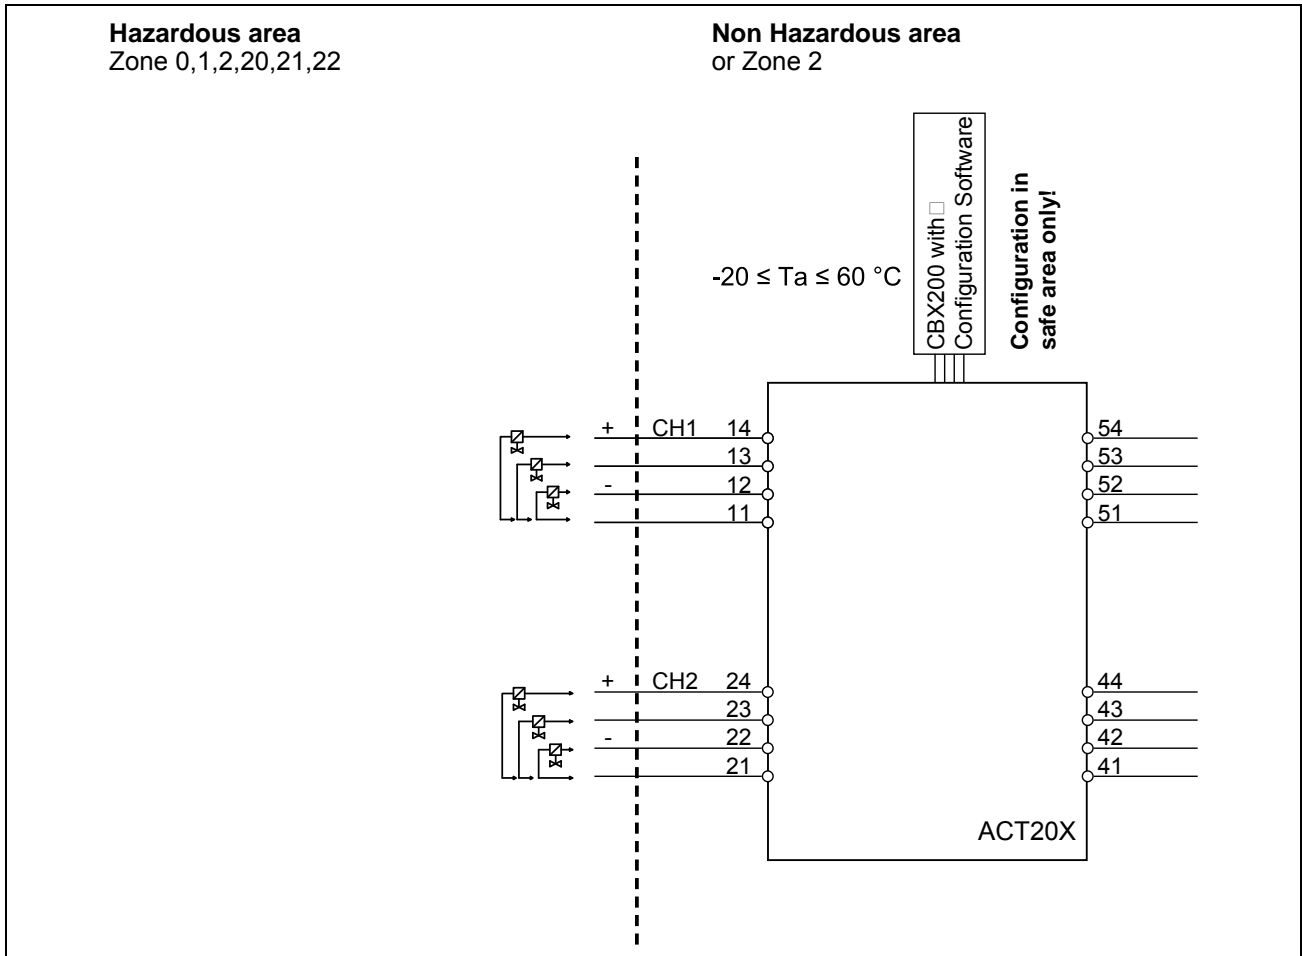 Hazardous area
Zone 0,1,2,20,21,22
Non Hazardous area
or Zone 2
CBX200 with□
Configuration Software
Configuration in
safe area only!
-20 ≤ Ta ≤ 60 °C
+ CH1 14
13
- 12
11
54
53
52
51
+ CH2 24
23
- 22
21
44
43
42
41
ACT20X